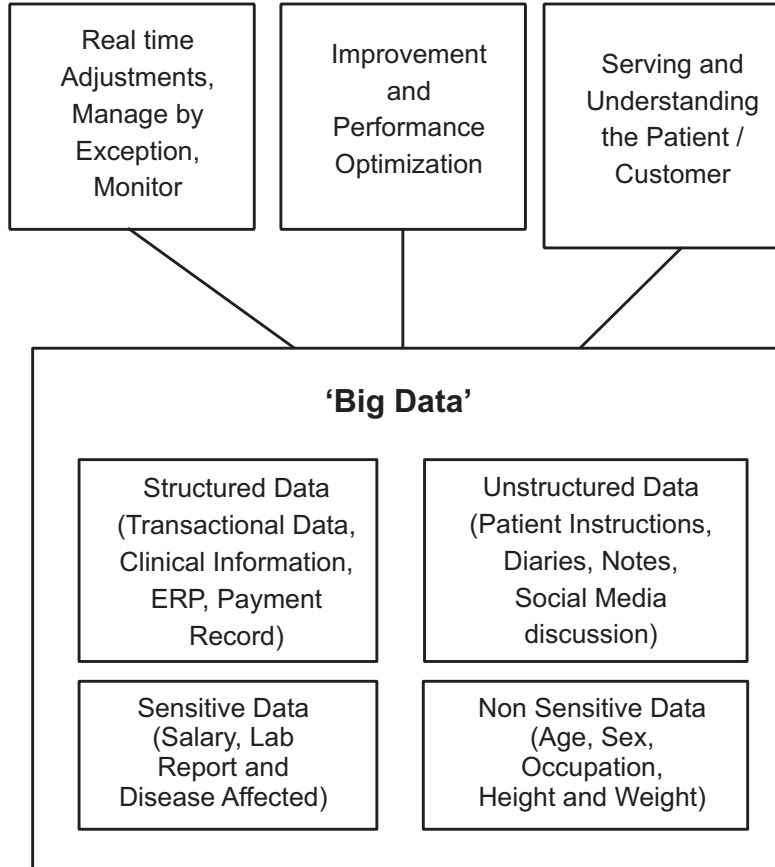 Real time
Adjustments,
Manage by
Exception,
Monitor
Improvement
and
Performance
Optimization
Serving and
Understanding
the Patient /
Customer
‘Big Data’
Structured Data
(Transactional Data,
Clinical Information,
ERP, Payment
Record)
Unstructured Data
(Patient Instructions,
Diaries, Notes,
Social Media
discussion)
Sensitive Data
(Salary, Lab
Report and
Disease Affected)
Non Sensitive Data
(Age, Sex,
Occupation,
Height and Weight)